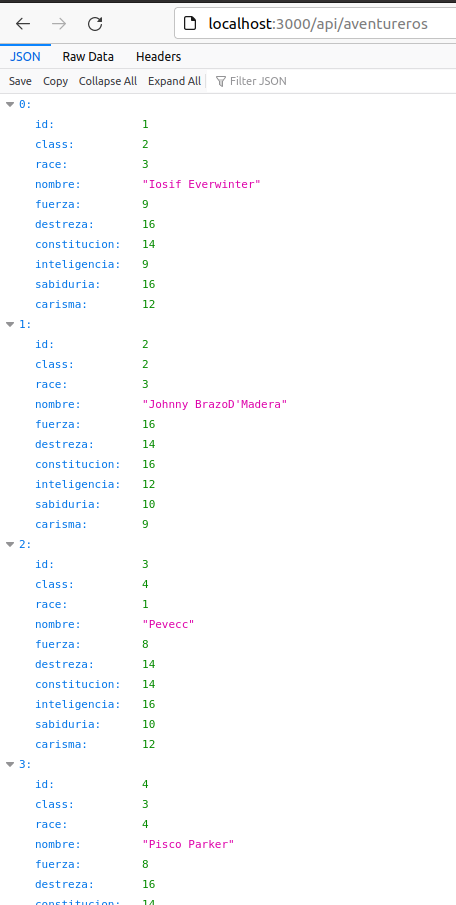 localhost:3000/api/aventureros
JSON Raw Data Headers
Save Copy Collapse All Expand All Filter JSON
0:
id: 1
class: 2
race: 3
nombre: "Iosif Everwinter"
fuerza: 9
destreza: 16
constitucion: 14
inteligencia: 9
sabiduria: 16
carisma: 12
1:
id: 2
class: 2
race: 3
nombre: "Johnny BrazoD'Madera"
fuerza: 16
destreza: 14
constitucion: 16
inteligencia: 12
sabiduria: 10
carisma: 9
2:
id: 3
class: 4
race: 1
nombre: "Pevecc"
fuerza: 8
destreza: 14
constitucion: 14
inteligencia: 16
sabiduria: 10
carisma: 12
3:
id: 4
class: 3
race: 4
nombre: "Pisco Parker"
fuerza: 8
destreza: 16
constitucion: 14